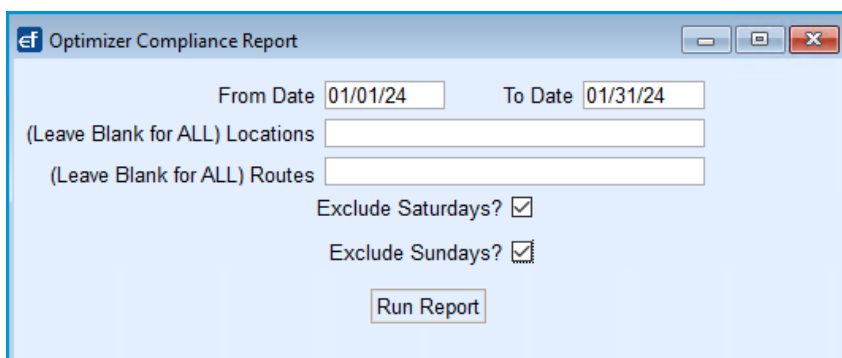 ef Optimizer Compliance Report
From Date 01/01/24 To Date 01/31/24
(Leave Blank for ALL) Locations
(Leave Blank for ALL) Routes
Exclude Saturdays?
Exclude Sundays?
Run Report